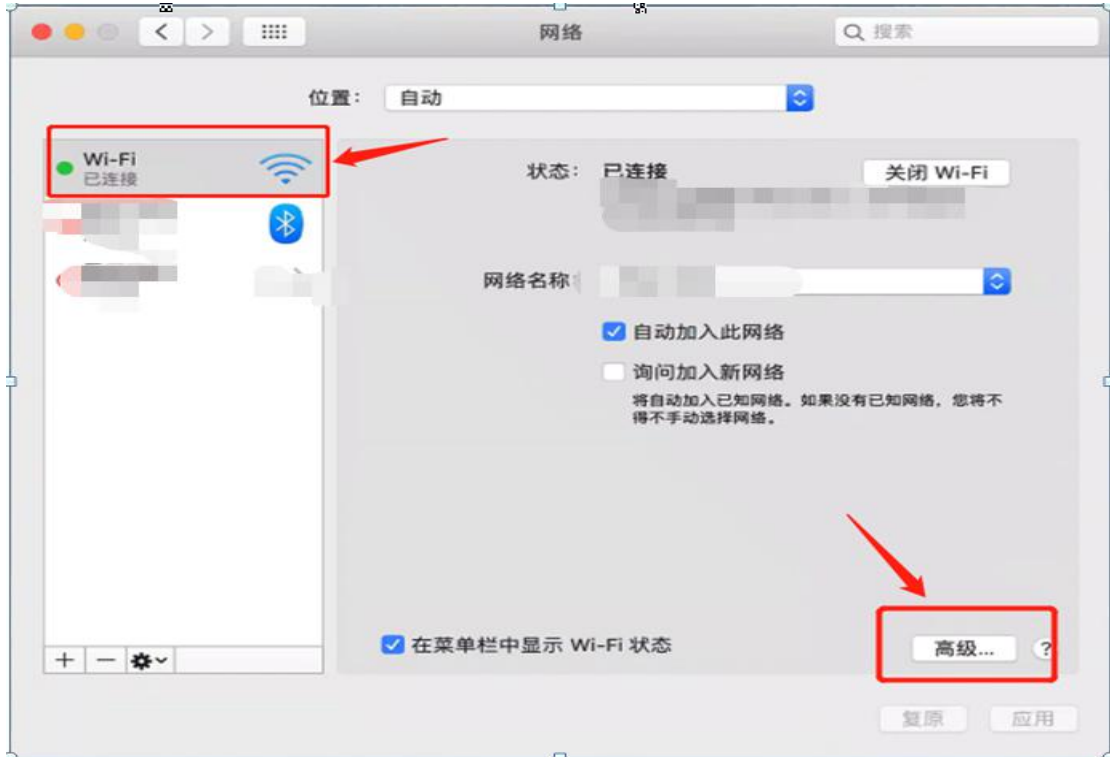 网络
搜索
位置：
自动
Wi-Fi
已连接
状态：
已连接
关闭 Wi-Fi
网络名称
自动加入此网络
询问加入新网络
将自动加入已知网络。如果没有已知网络，您将不
得不手动选择网络。
在菜单栏中显示 Wi-Fi 状态
高级...
?
复原
应用